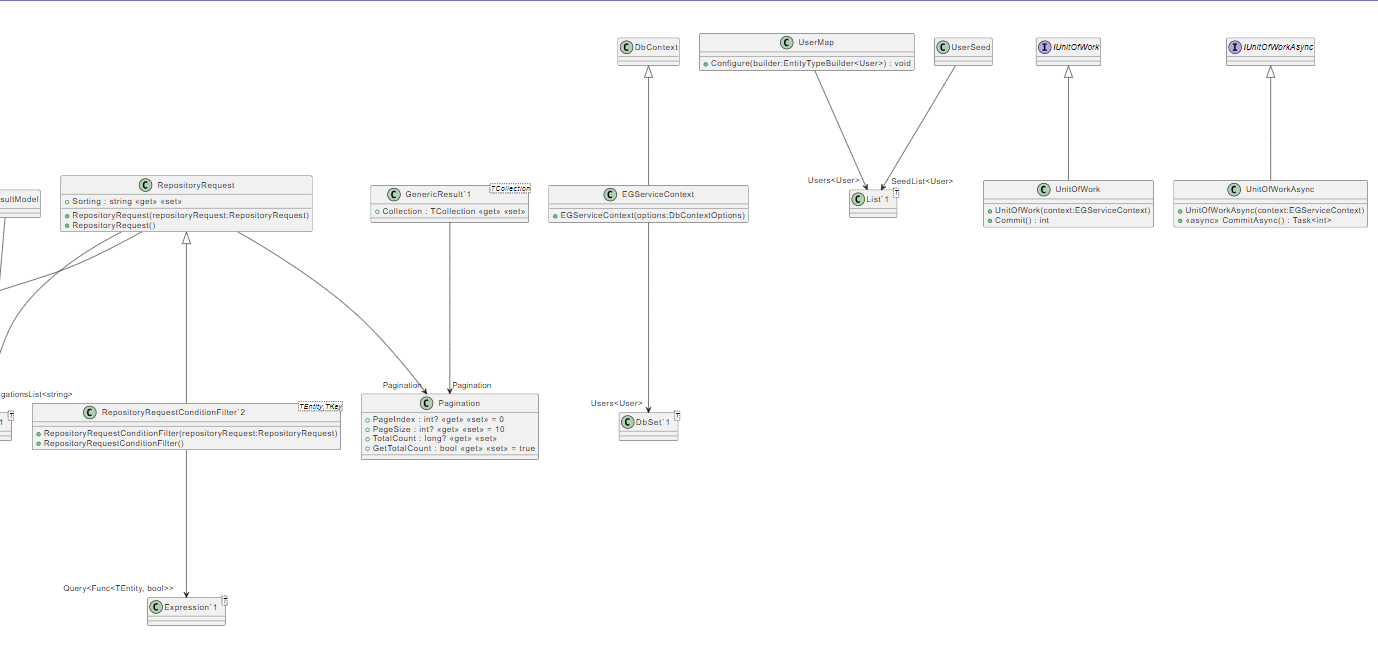 C DbContext
C UserMap
Configure(builder:EntityTypeBuilder<User>) : void
C UserSeed
I IUnitOfWork
I IUnitOfWorkAsync
sultModel
C RepositoryRequest
Sorting : string «get» «set»
RepositoryRequest(repositoryRequest:RepositoryRequest)
RepositoryRequest()
C GenericResult`1
TCollection
Collection : TCollection «get» «set»
C EGServiceContext
EGServiceContext(options:DbContextOptions)
Users<User>
SeedList<User>
C List`1
T
C UnitOfWork
UnitOfWork(context:EGServiceContext)
Commit() : int
C UnitOfWorkAsync
UnitOfWorkAsync(context:EGServiceContext)
«async» CommitAsync() : Task<int>
gationsList<string>
1
T
C RepositoryRequestConditionFilter`2
TEntity,TKey
RepositoryRequestConditionFilter(repositoryRequest:RepositoryRequest)
RepositoryRequestConditionFilter()
Pagination
Pagination
C Pagination
PageIndex : int? «get» «set» = 0
PageSize : int? «get» «set» = 10
TotalCount : long? «get» «set»
GetTotalCount : bool «get» «set» = true
Users<User>
C DbSet`1
T
Query<Func<TEntity, bool>>
C Expression`1
T